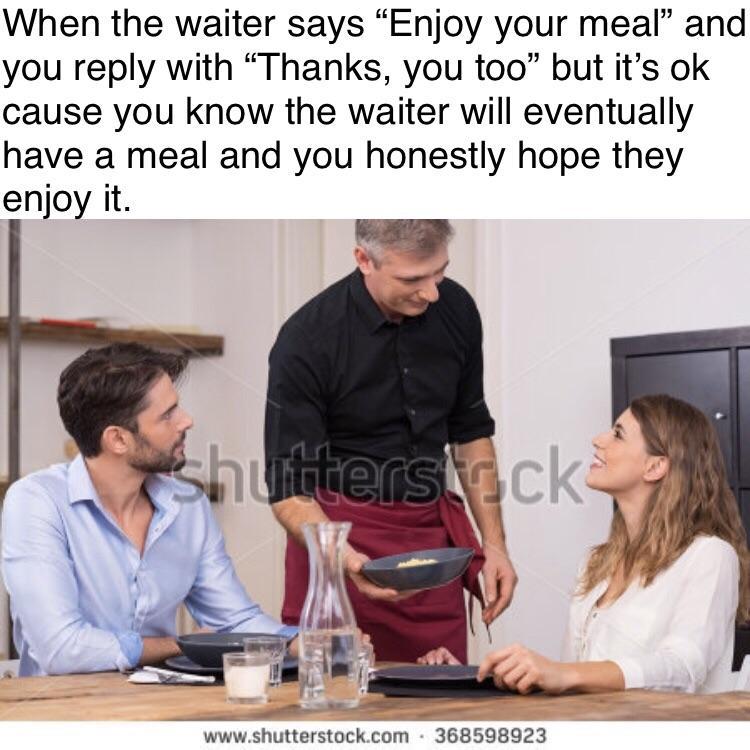 When the waiter says “Enjoy your meal” and
you reply with “Thanks, you too” but it’s ok
cause you know the waiter will eventually
have a meal and you honestly hope they
enjoy it.
shutterstock
www.shutterstock.com · 368598923